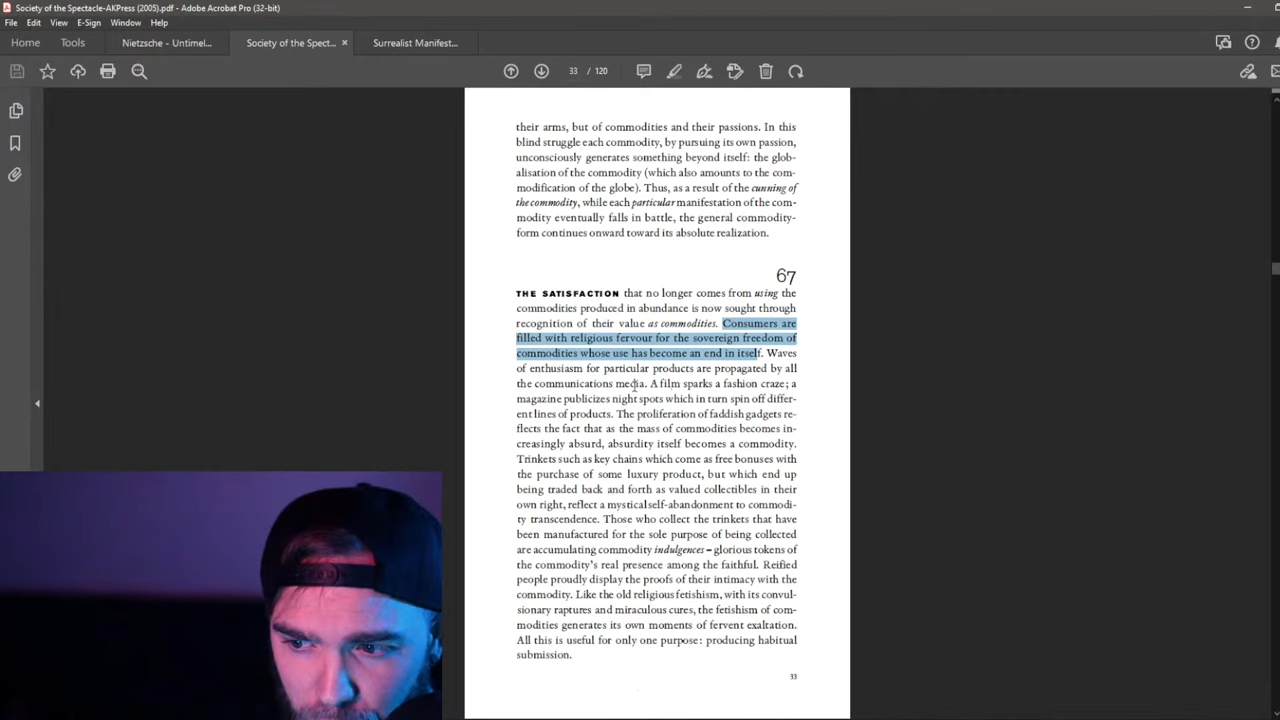 Society of the Spectacle-AKPress (2005).pdf - Adobe Acrobat Pro (32-bit)
File Edit View E-Sign Window Help
Home Tools Nietzsche - Untimel... Society of the Spect... × Surrealist Manifest...
33 / 120
their arms, but of commodities and their passions. In this
blind struggle each commodity, by pursuing its own passion,
unconsciously generates something beyond itself: the glob-
alisation of the commodity (which also amounts to the com-
modification of the globe). Thus, as a result of the cunning of
the commodity, while each particular manifestation of the com-
modity eventually falls in battle, the general commodity-
form continues onward toward its absolute realization.
67
THE SATISFACTION that no longer comes from using the
commodities produced in abundance is now sought through
recognition of their value as commodities. Consumers are
filled with religious fervour for the sovereign freedom of
commodities whose use has become an end in itself. Waves
of enthusiasm for particular products are propagated by all
the communications media. A film sparks a fashion craze; a
magazine publicizes night spots which in turn spin off differ-
ent lines of products. The proliferation of faddish gadgets re-
flects the fact that as the mass of commodities becomes in-
creasingly absurd, absurdity itself becomes a commodity.
Trinkets such as key chains which come as free bonuses with
the purchase of some luxury product, but which end up
being traded back and forth as valued collectibles in their
own right, reflect a mystical self-abandonment to commodi-
ty transcendence. Those who collect the trinkets that have
been manufactured for the sole purpose of being collected
are accumulating commodity indulgences – glorious tokens of
the commodity's real presence among the faithful. Reified
people proudly display the proofs of their intimacy with the
commodity. Like the old religious fetishism, with its convul-
sionary raptures and miraculous cures, the fetishism of com-
modities generates its own moments of fervent exaltation.
All this is useful for only one purpose: producing habitual
submission.
33